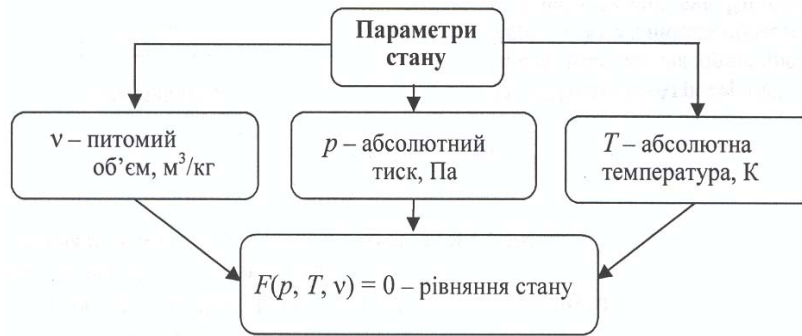 Параметри
стану
ν – питомий
об’єм, м³/кг
p – абсолютний
тиск, Па
T – абсолютна
температура, К
F(p, T, ν) = 0 – рівняння стану